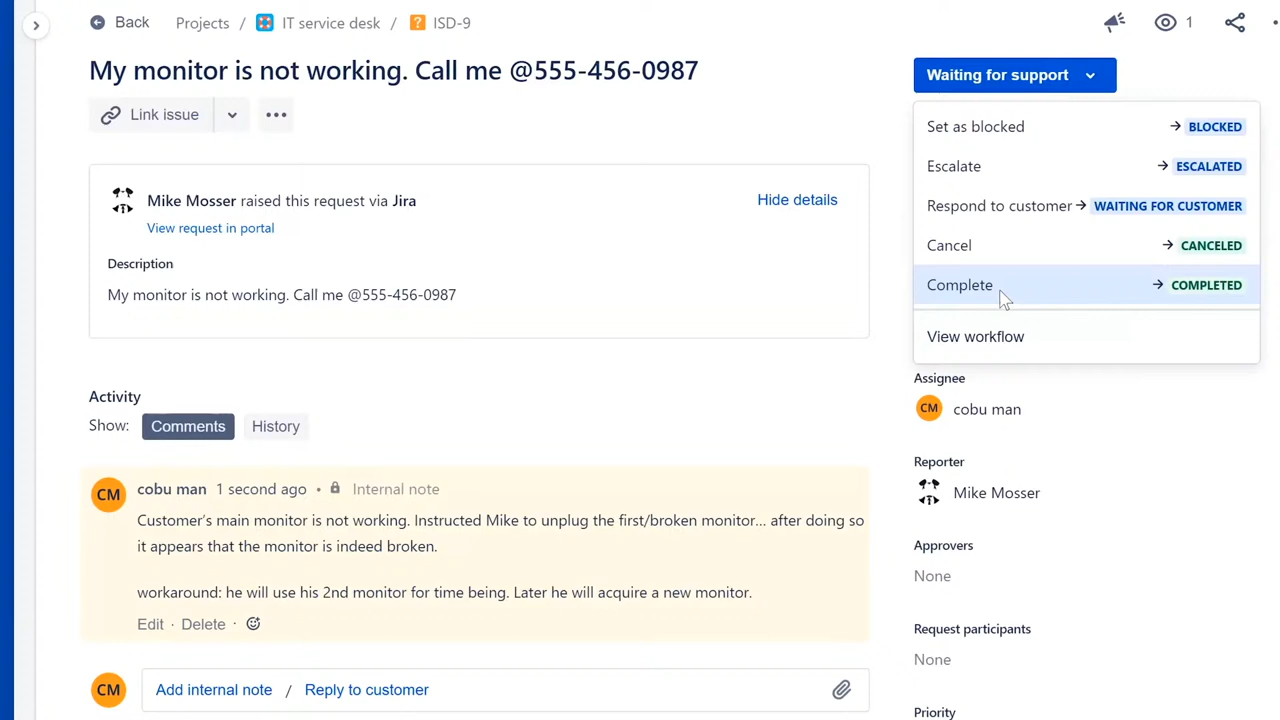 Back
Projects / IT service desk / ISD-9
1
My monitor is not working. Call me @555-456-0987
Link issue
Waiting for support
Set as blocked → BLOCKED
Escalate → ESCALATED
Respond to customer → WAITING FOR CUSTOMER
Cancel → CANCELED
Complete → COMPLETED
View workflow
Mike Mosser raised this request via Jira
Hide details
View request in portal
Description
My monitor is not working. Call me @555-456-0987
Assignee
CM cobu man
Reporter
Mike Mosser
Approvers
None
Request participants
None
Priority
Activity
Show: Comments History
CM cobu man 1 second ago • Internal note
Customer's main monitor is not working. Instructed Mike to unplug the first/broken monitor... after doing so
it appears that the monitor is indeed broken.
workaround: he will use his 2nd monitor for time being. Later he will acquire a new monitor.
Edit · Delete ·
CM Add internal note / Reply to customer